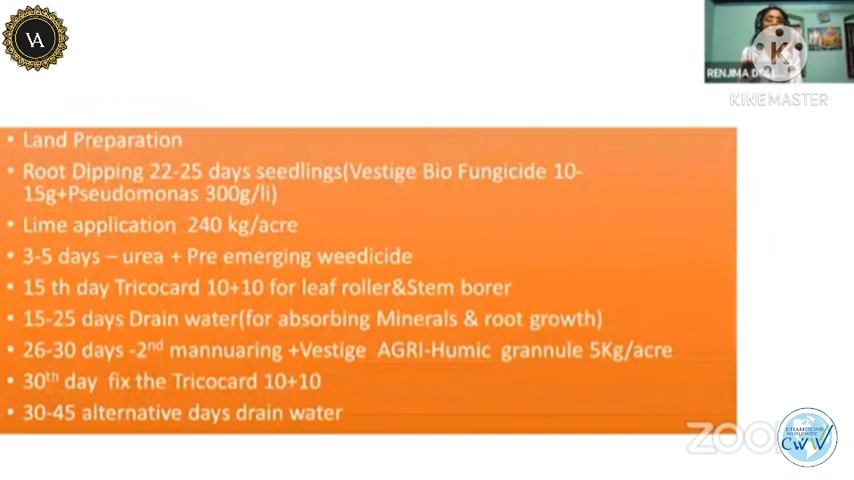 VA
RENJIMA
K
KINEMASTER
• Land Preparation
• Root Dipping 22-25 days seedlings(Vestige Bio Fungicide 10-
15g+Pseudomonas 300g/li)
• Lime application 240 kg/acre
• 3-5 days – urea + Pre emerging weedicide
• 15 th day Tricocard 10+10 for leaf roller&Stem borer
• 15-25 days Drain water(for absorbing Minerals & root growth)
• 26-30 days -2nd mannuaring +Vestige AGRI-Humic grannule 5Kg/acre
• 30th day fix the Tricocard 10+10
• 30-45 alternative days drain water
zoom
CHAMPIONS
WORLDWIDE
CWW